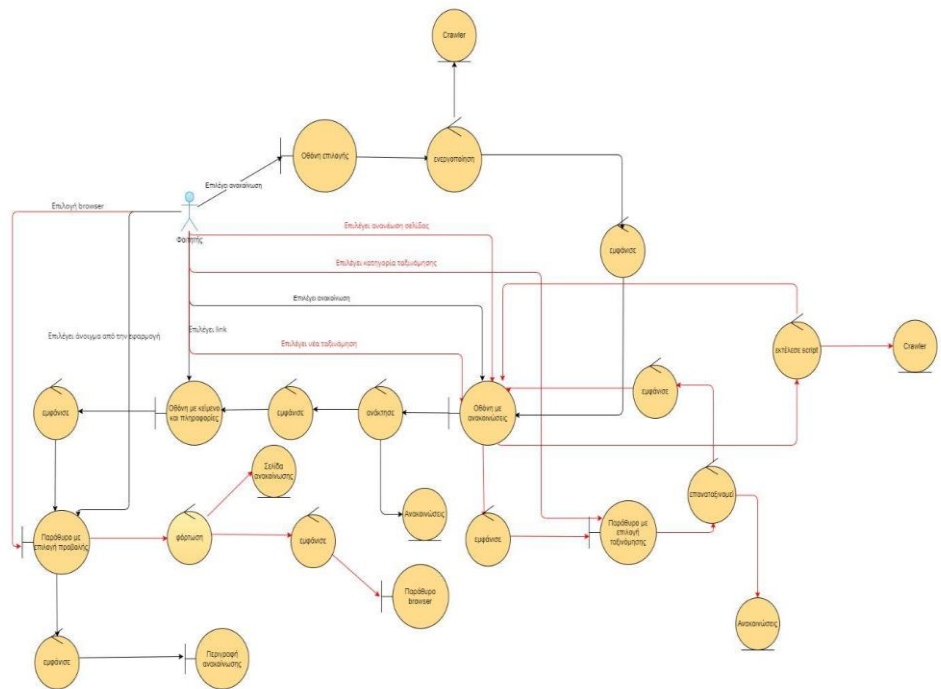 Crawler
Οθόνη επιλογής
ενεργοποίηση
Επιλέγει ανακοίνωση
Επιλογή browser
Φοιτητής
Επιλέγει ανανέωση σελίδας
εμφάνισε
Επιλέγει κατηγορία ταξινόμησης
Επιλέγει ανακοίνωση
Επιλέγει άνοιγμα από την εφαρμογή
Επιλέγει link
Επιλέγει νέα ταξινόμηση
εκτέλεσε script
Crawler
εμφάνισε
Οθόνη με κείμενο
και πληροφορίες
εμφάνισε
ανάκτησε
Οθόνη με
ανακοινώσεις
εμφάνισε
Σελίδα
ανακοίνωσης
επαναταξινομεί
Ανακοινώσεις
Παράθυρο με
επιλογή προβολής
φόρτωση
εμφάνισε
εμφάνισε
Παράθυρο με
επιλογή
ταξινόμησης
Παράθυρο
browser
Ανακοινώσεις
εμφάνισε
Περιγραφή
ανακοίνωσης